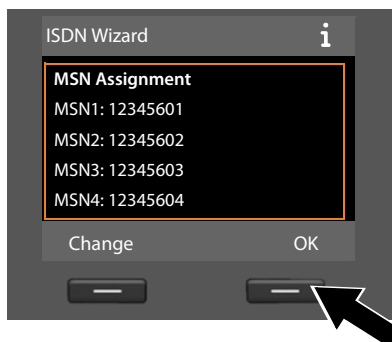 ISDN Wizard i
MSN Assignment
MSN1: 12345601
MSN2: 12345602
MSN3: 12345603
MSN4: 12345604
Change OK